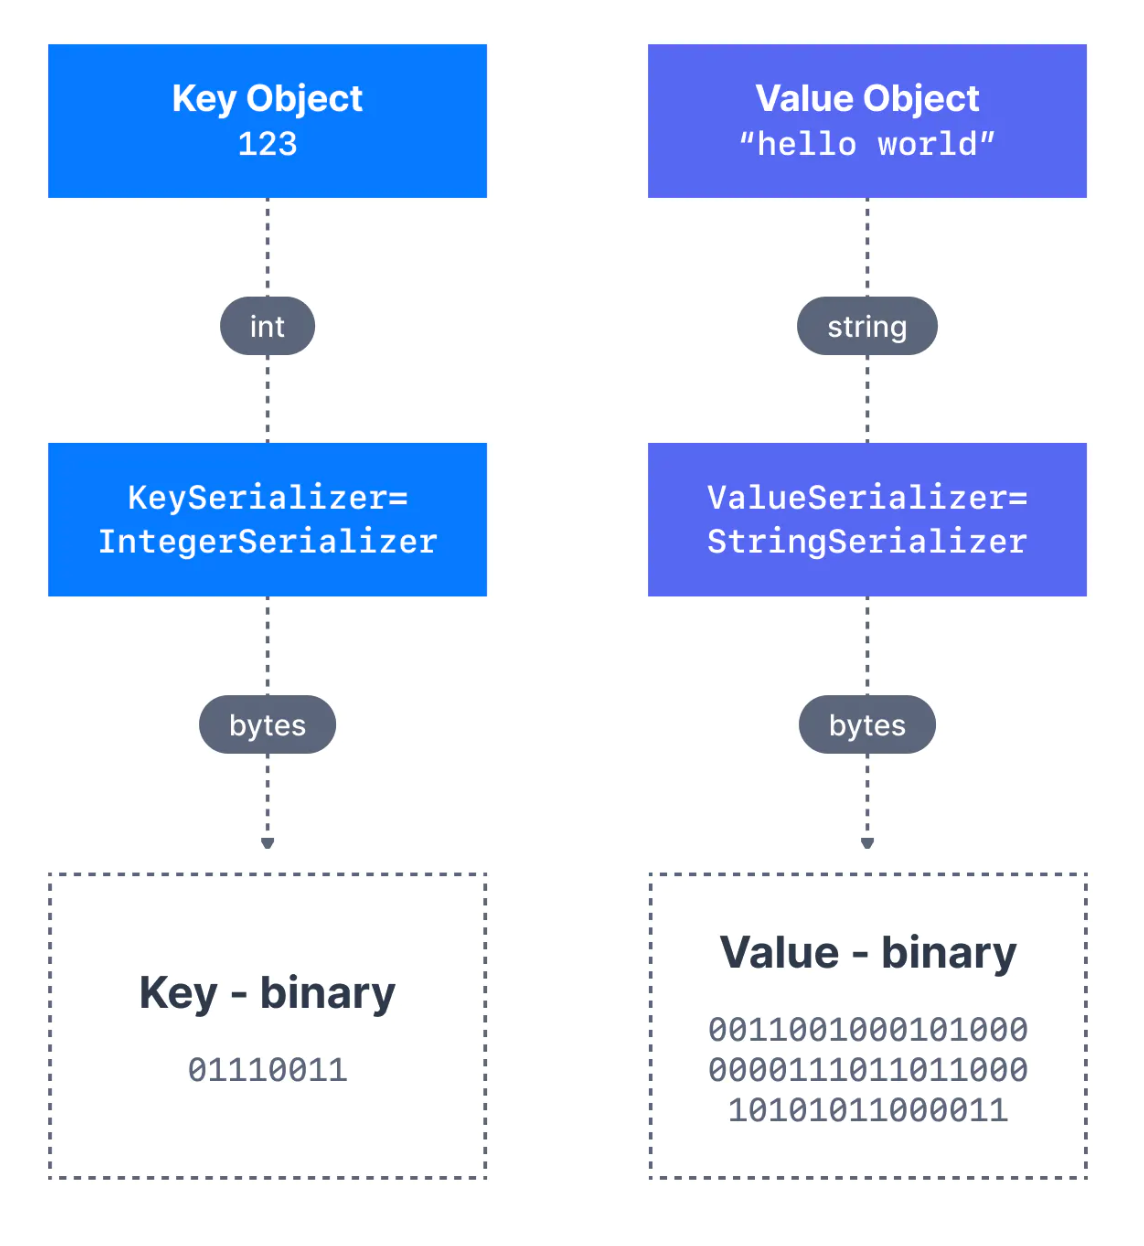 Key Object
123
int
KeySerializer=
IntegerSerializer
bytes
Key - binary
01110011
Value Object
“hello world”
string
ValueSerializer=
StringSerializer
bytes
Value - binary
0011001000101000
0000111011011000
10101011000011